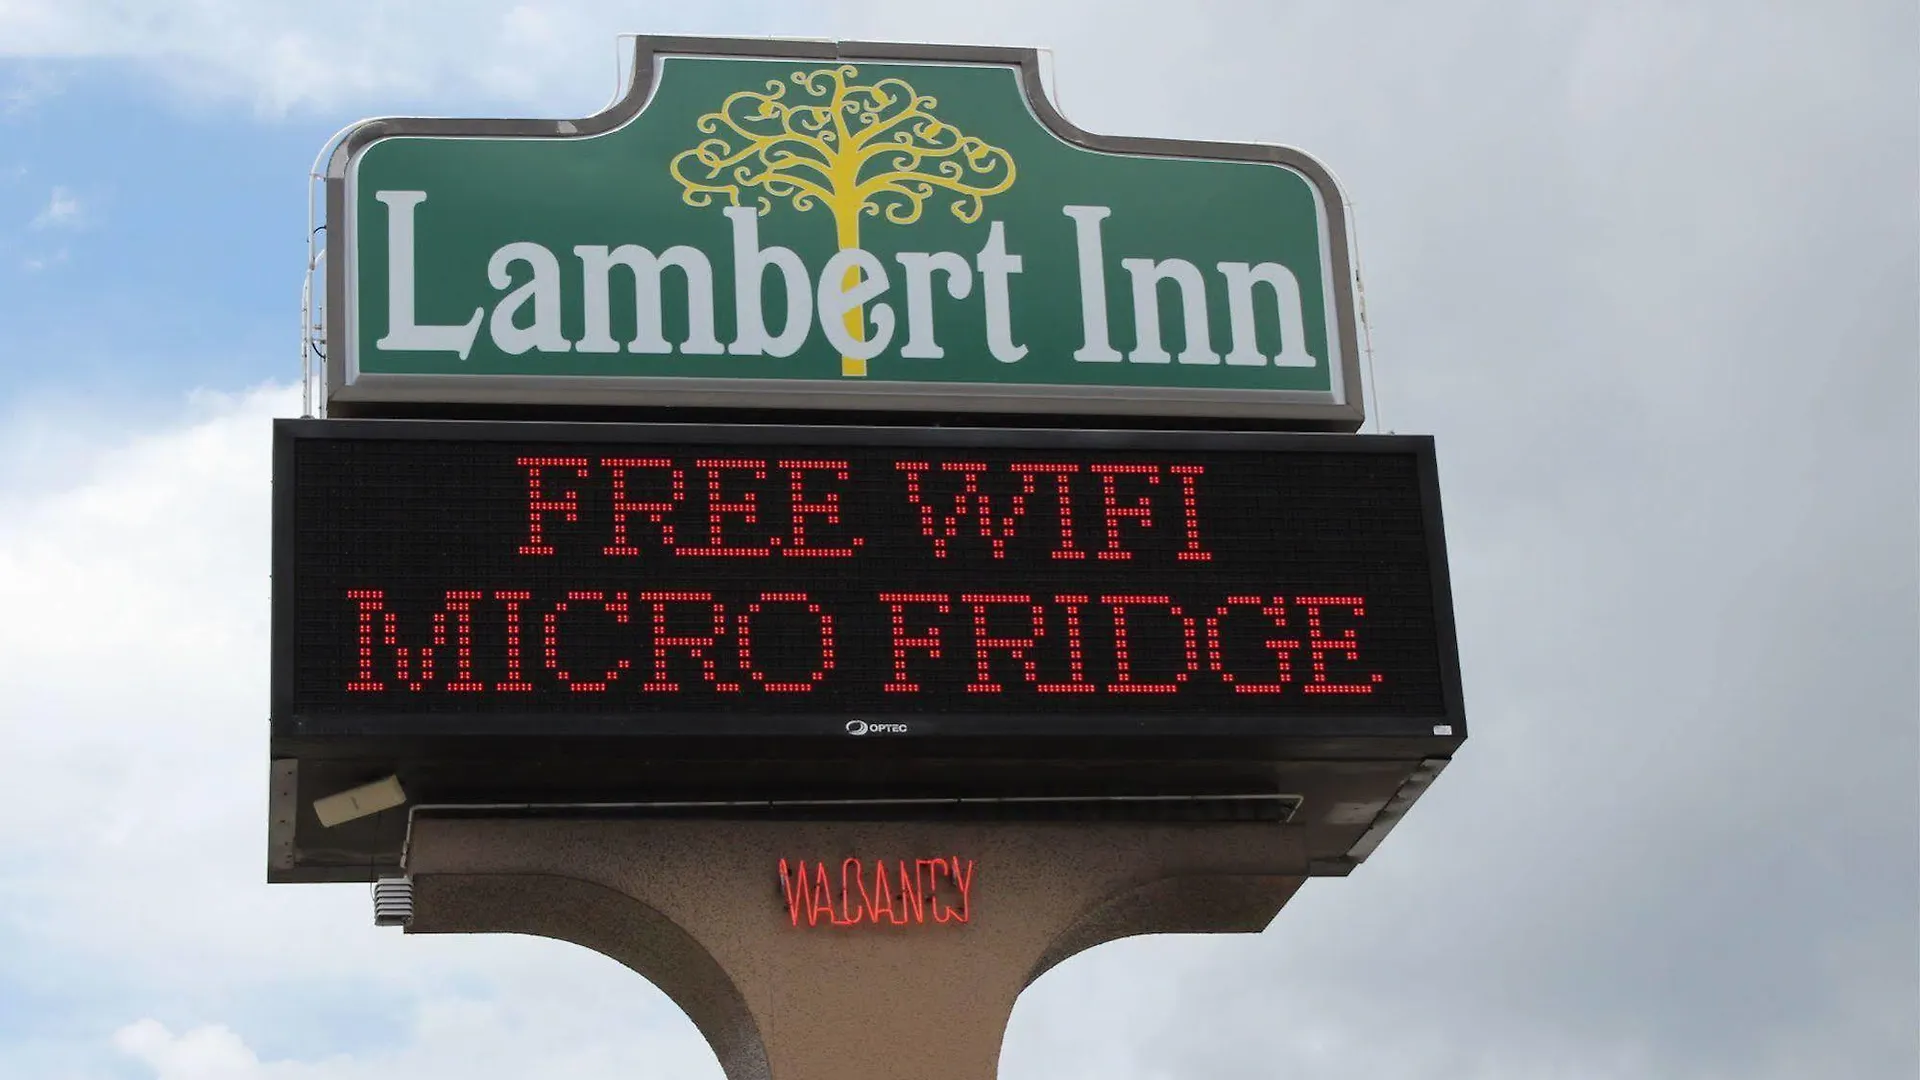 Lambert Inn
FREE WIFI
MICRO FRIDGE
OPTEC
VACANCY